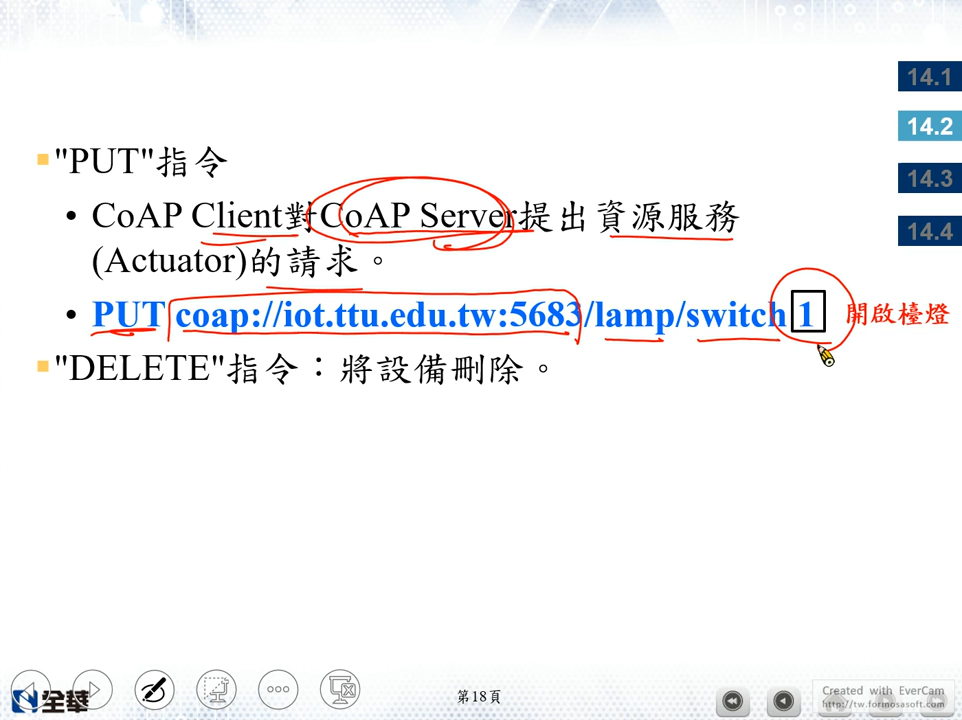 14.1
14.2
14.3
14.4
"PUT"指令
CoAP Client對CoAP Server提出資源服務
(Actuator)的請求。
PUT coap://iot.ttu.edu.tw:5683/lamp/switch 1 開啟檯燈
"DELETE"指令：將設備刪除。
全華
第18頁
Created with EverCam
http://tw.formosasoft.com